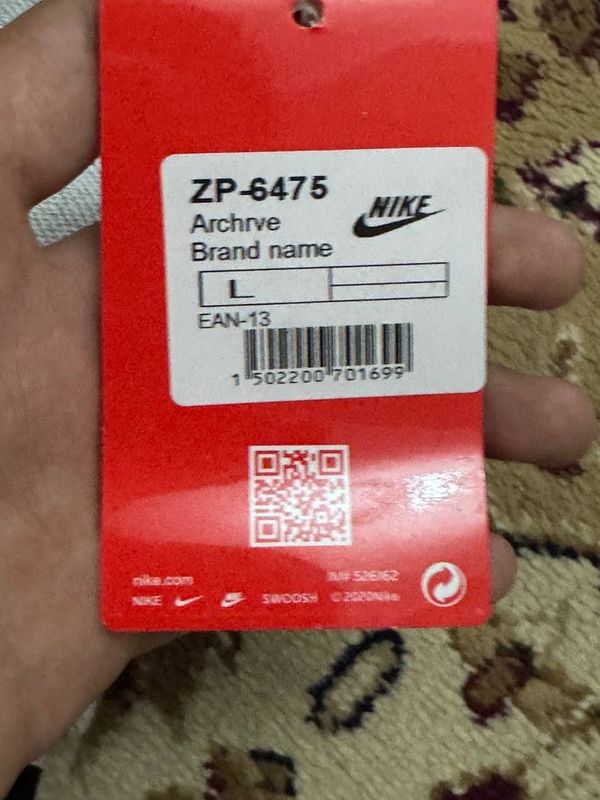 ZP-6475
NIKE
Archrve
Brand name
L
EAN-13
1 502200 701699
nike.com
IN# 526162
NIKE
SWOOSH
©2020Nike